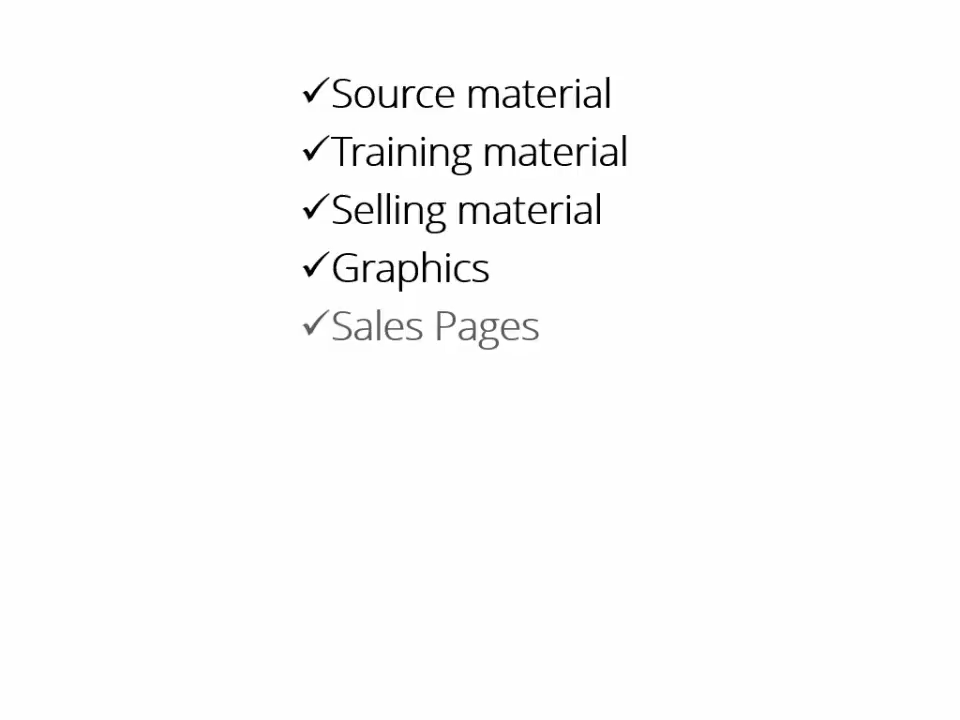 ✓Source material
✓Training material
✓Selling material
✓Graphics
✓Sales Pages